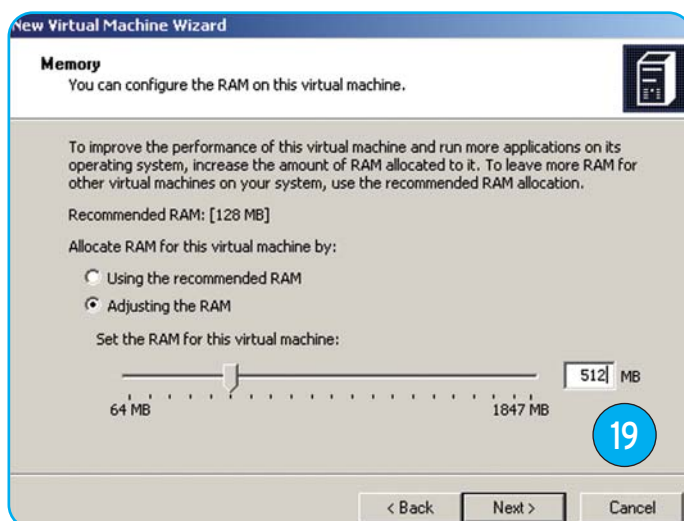 New Virtual Machine Wizard
Memory
You can configure the RAM on this virtual machine.
To improve the performance of this virtual machine and run more applications on its
operating system, increase the amount of RAM allocated to it. To leave more RAM for
other virtual machines on your system, use the recommended RAM allocation.
Recommended RAM: [128 MB]
Allocate RAM for this virtual machine by:
Using the recommended RAM
Adjusting the RAM
Set the RAM for this virtual machine:
512 MB
64 MB 1847 MB
19
< Back Next > Cancel